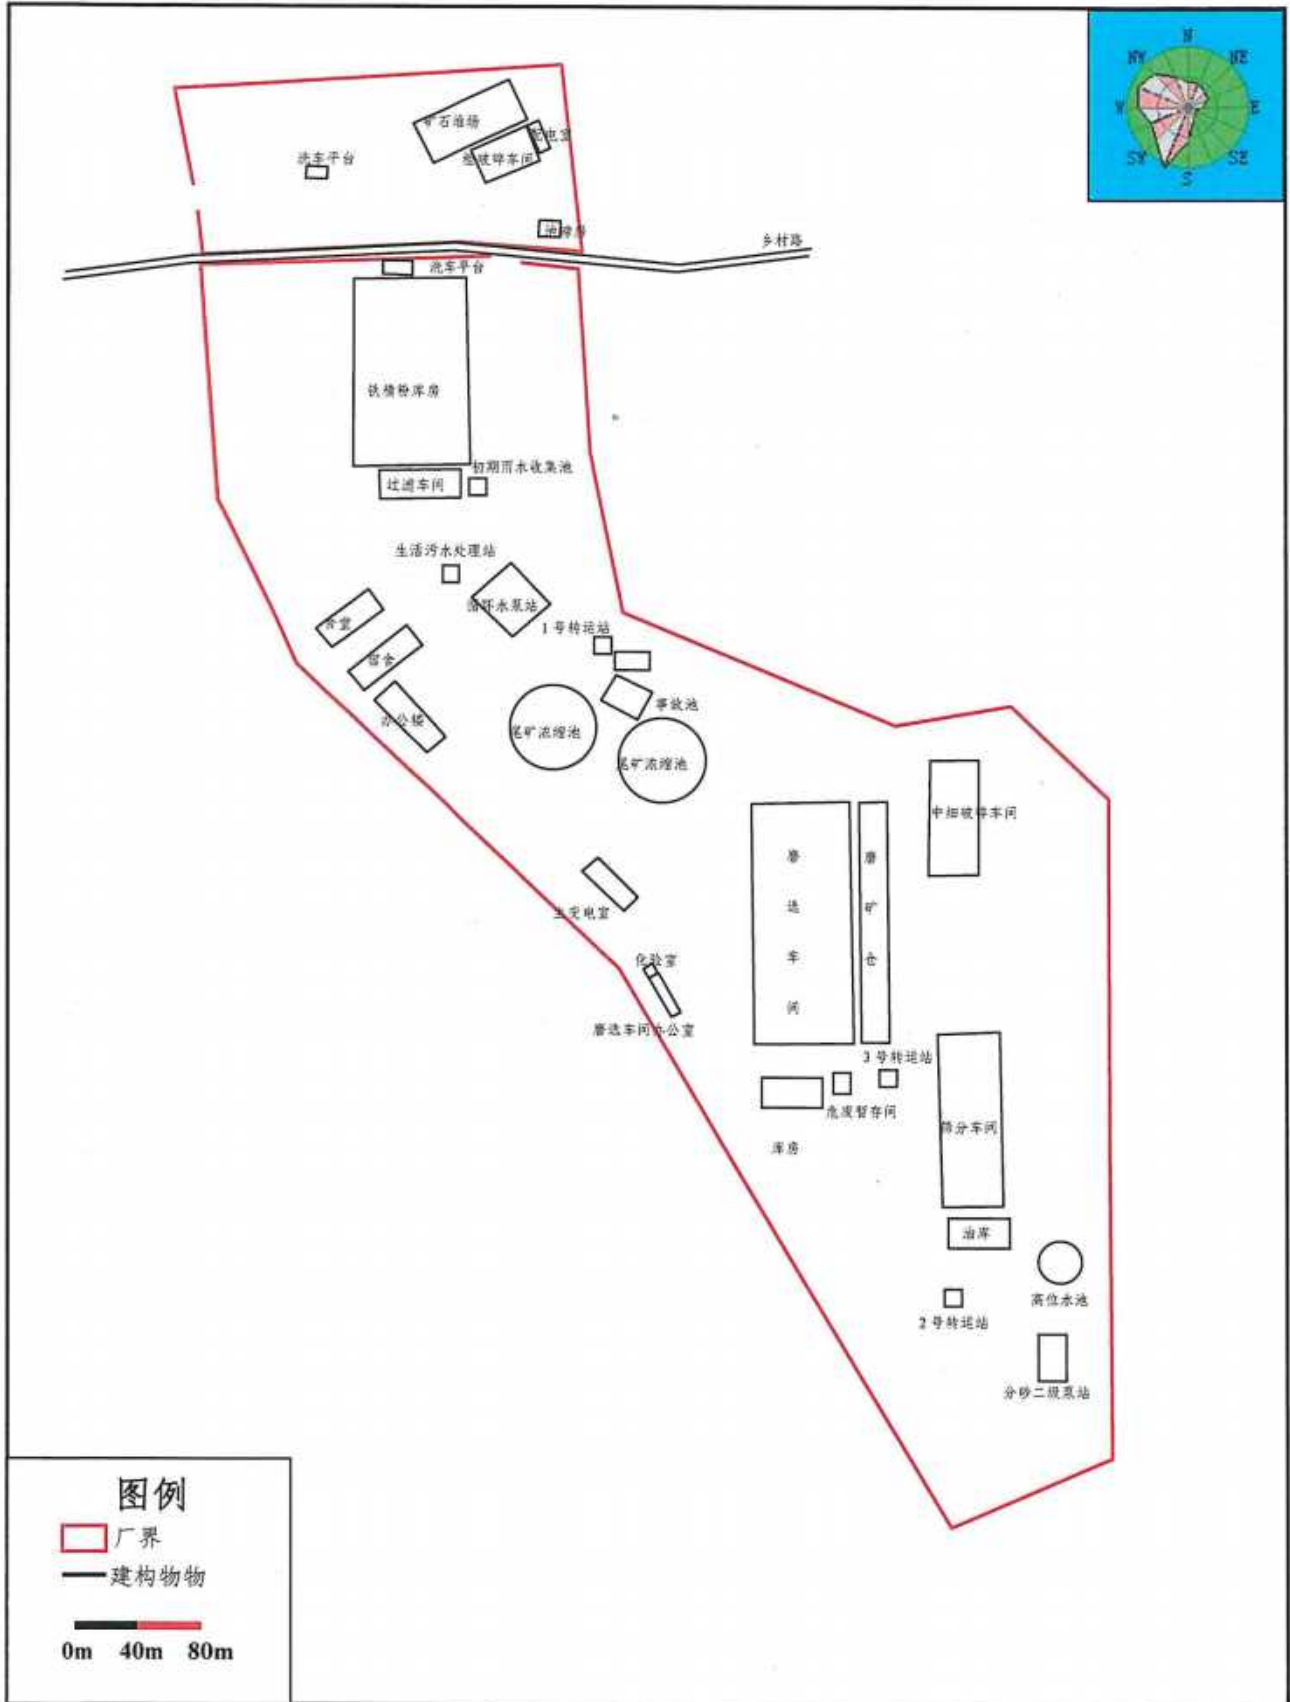 N
NW
NE
W
E
SW
SE
S
矿石堆场
配电室
粗破碎车间
洗车平台
地磅房
乡村路
洗车平台
铁精粉库房
初期雨水收集池
过滤车间
生活污水处理站
循环水泵站
食堂
1号转运站
宿舍
事故池
办公楼
尾矿浓缩池
尾矿浓缩池
中细破碎车间
磨选车间
磨矿仓
主变电室
化验室
磨选车间办公室
3号转运站
危废暂存间
筛分车间
库房
油库
高位水池
2号转运站
分砂二级泵站
图例
厂界
建构物物
0m 40m 80m